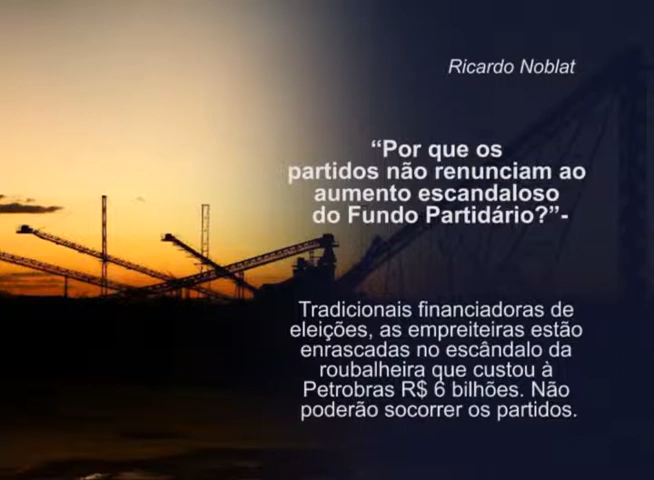 Ricardo Noblat
“Por que os
partidos não renunciam ao
aumento escandaloso
do Fundo Partidário?”-
Tradicionais financiadoras de
eleições, as empreiteiras estão
enrascadas no escândalo da
roubalheira que custou à
Petrobras R$ 6 bilhões. Não
poderão socorrer os partidos.